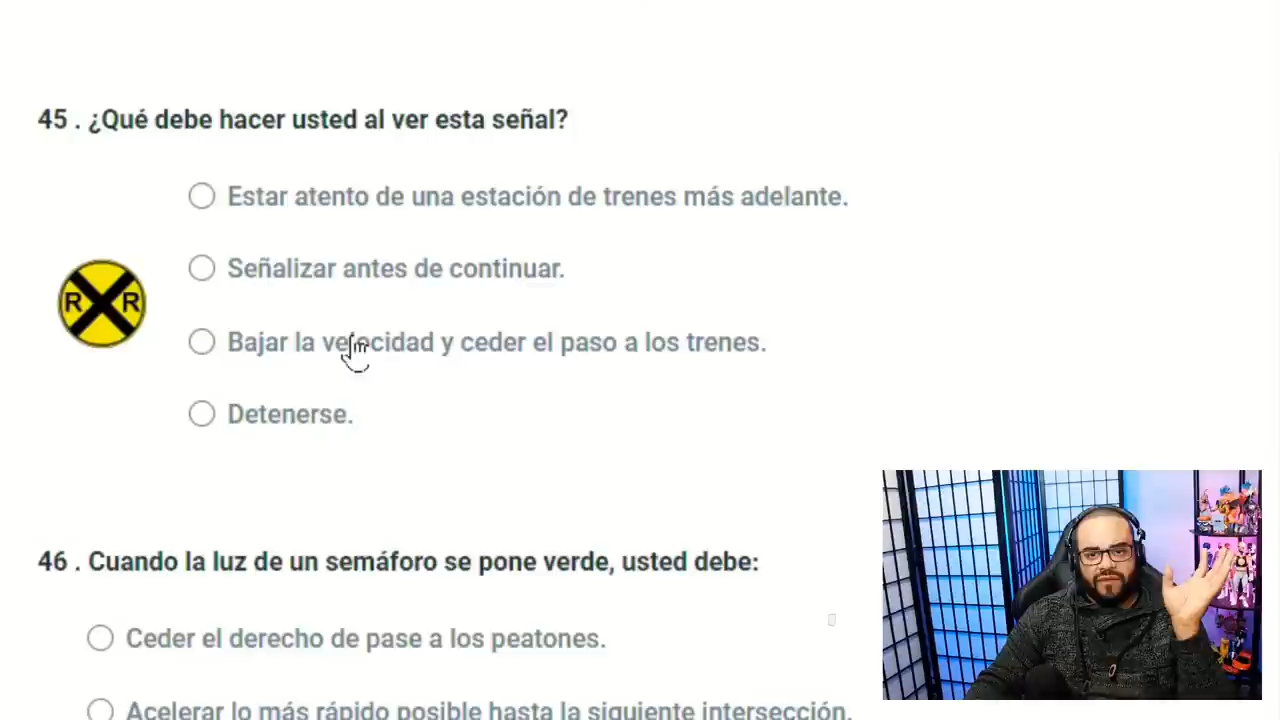 45 . ¿Qué debe hacer usted al ver esta señal?
Estar atento de una estación de trenes más adelante.
Señalizar antes de continuar.
R R
Bajar la velocidad y ceder el paso a los trenes.
Detenerse.
46 . Cuando la luz de un semáforo se pone verde, usted debe:
Ceder el derecho de pase a los peatones.
Acelerar lo más rápido posible hasta la siguiente intersección.